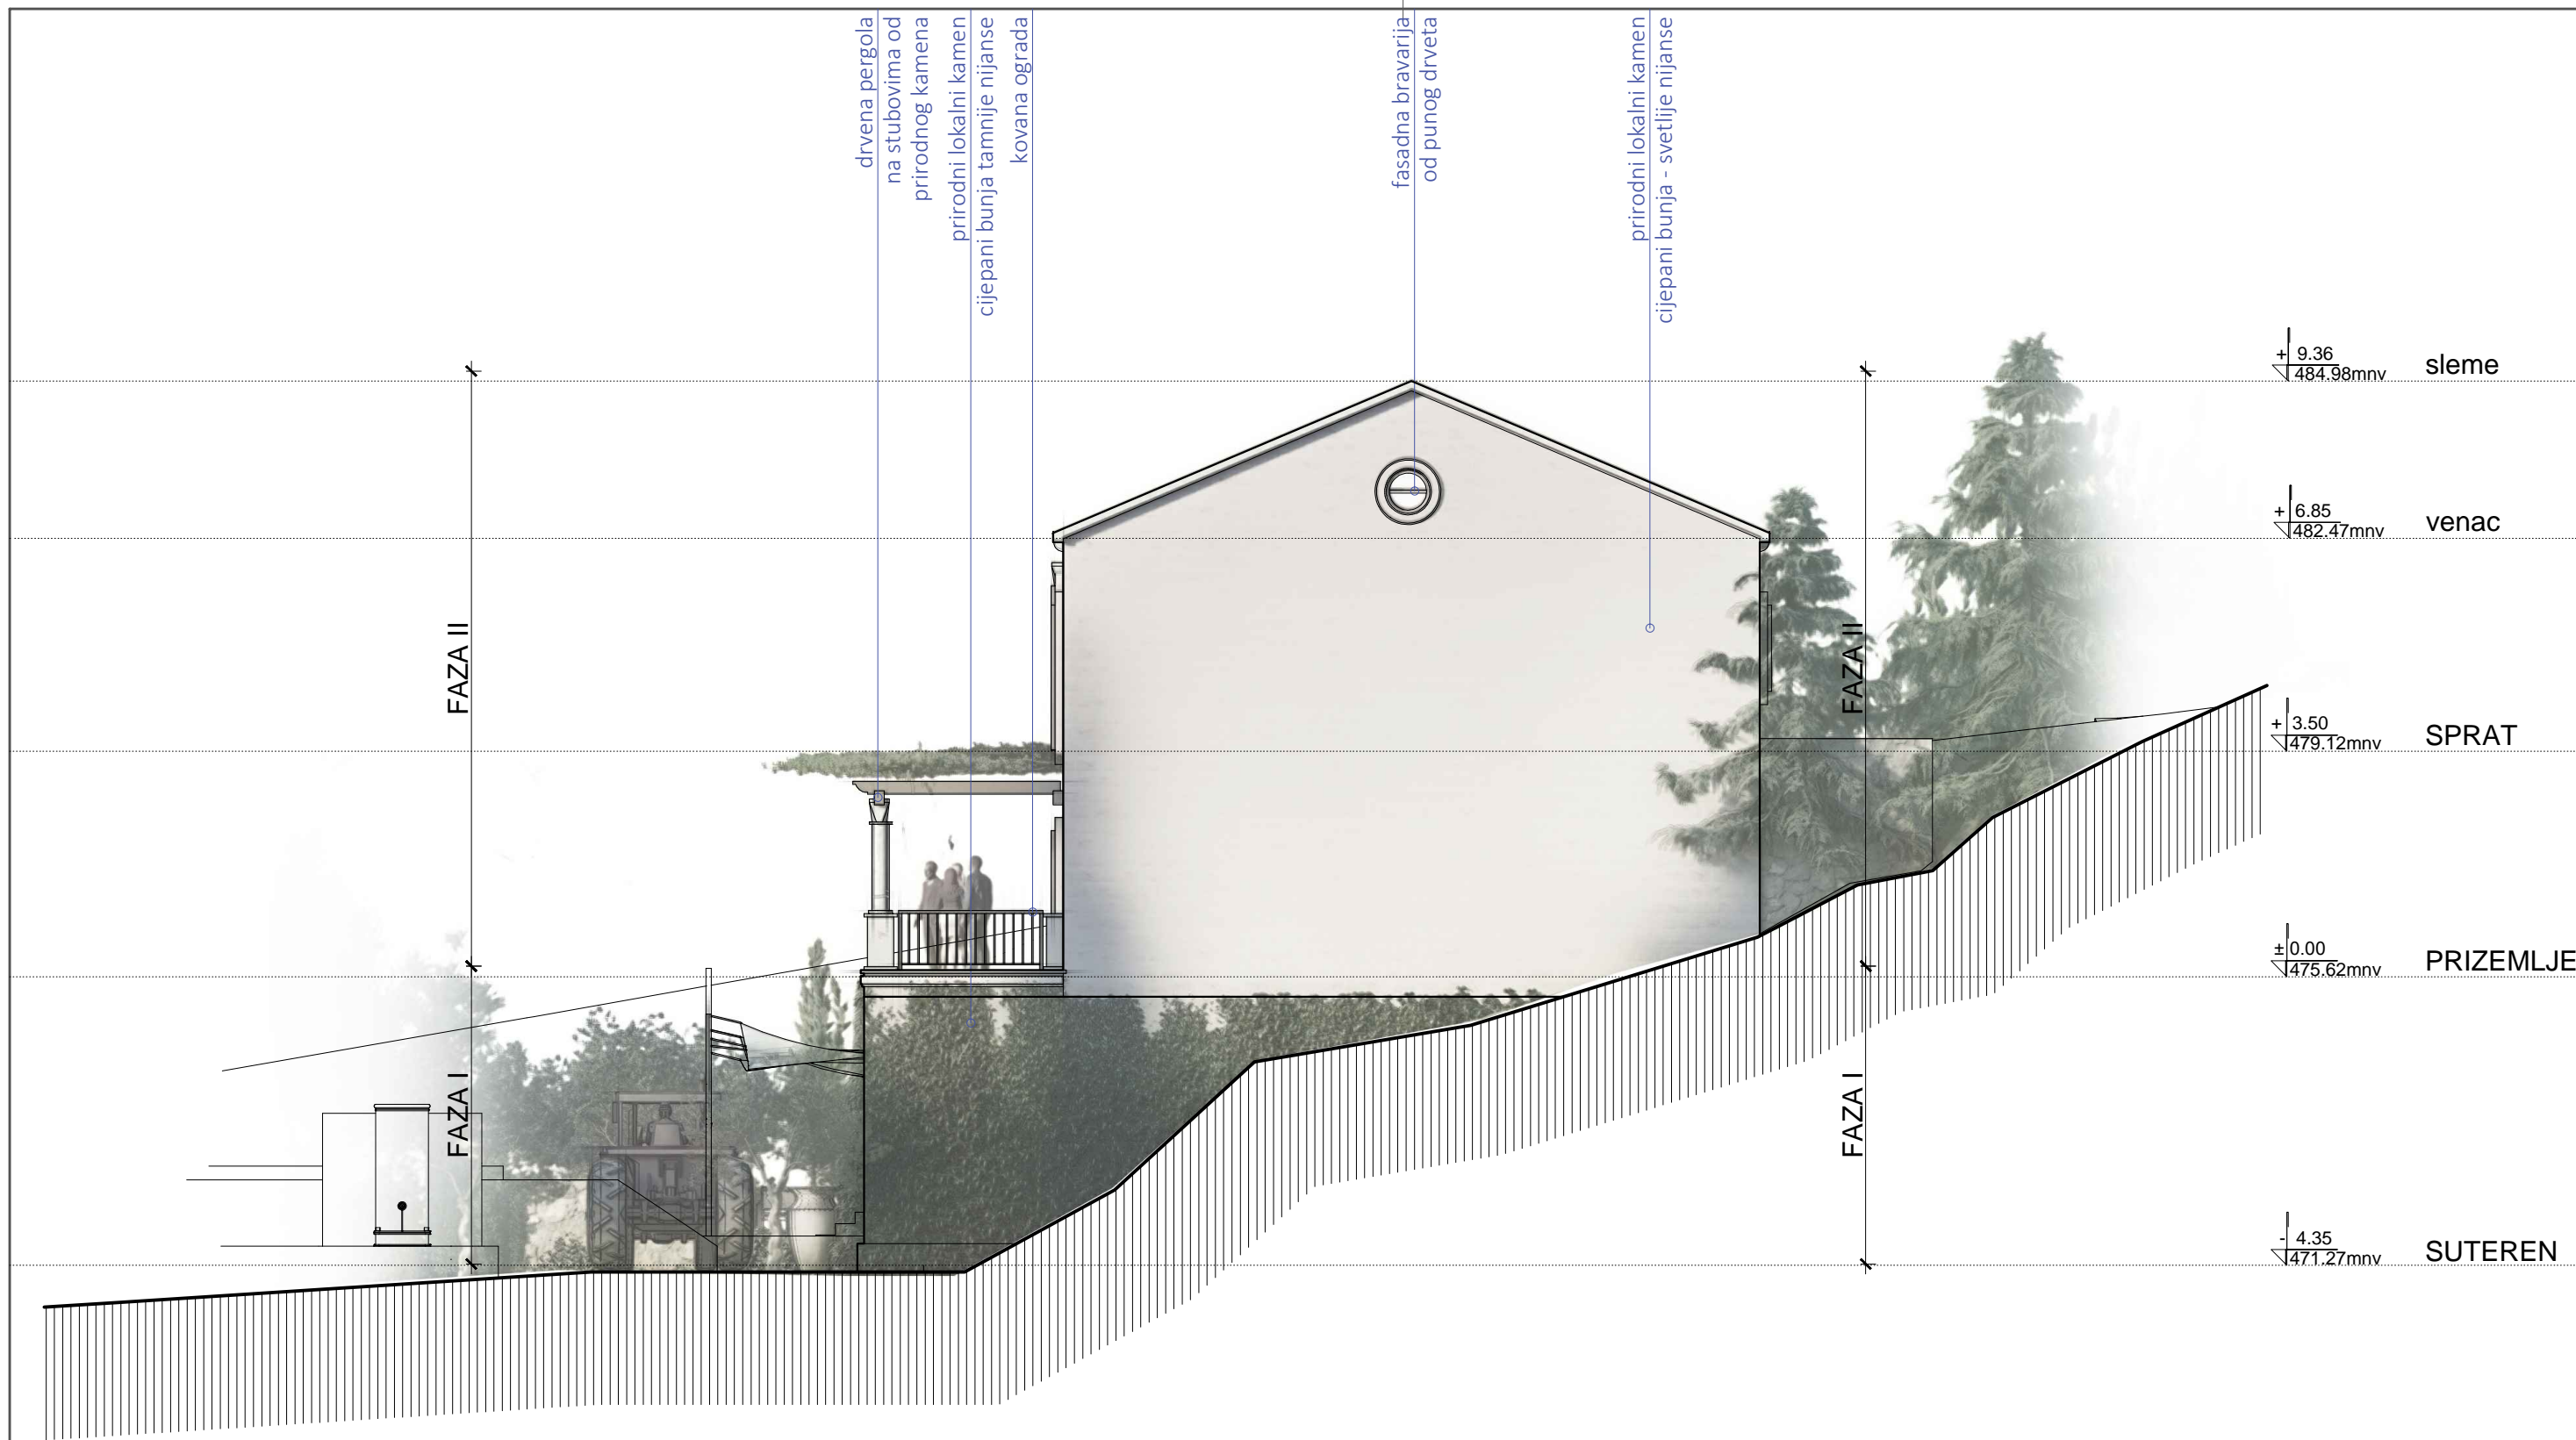 drvena pergola
na stubovima od
prirodnog kamena
prirodni lokalni kamen
cijepani bunja tamnije nijanse
kovana ograda
fasadna bravarija
od punog drveta
prirodni lokalni kamen
cijepani bunja - svetlije nijanse
+ 9.36
484.98mnv
sleme
+ 6.85
482.47mnv
venac
FAZA II
FAZA II
+ 3.50
479.12mnv
SPRAT
± 0.00
475.62mnv
PRIZEMLJE
FAZA I
FAZA I
- 4.35
471.27mnv
SUTEREN